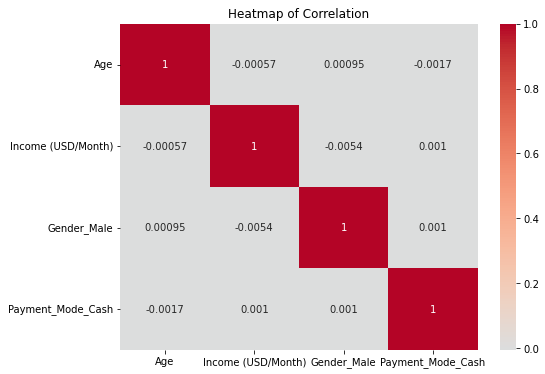 Heatmap of Correlation
Age 1 -0.00057 0.00095 -0.0017
Income (USD/Month) -0.00057 1 -0.0054 0.001
Gender_Male 0.00095 -0.0054 1 0.001
Payment_Mode_Cash -0.0017 0.001 0.001 1
Age Income (USD/Month) Gender_Male Payment_Mode_Cash
1.0
0.8
0.6
0.4
0.2
0.0